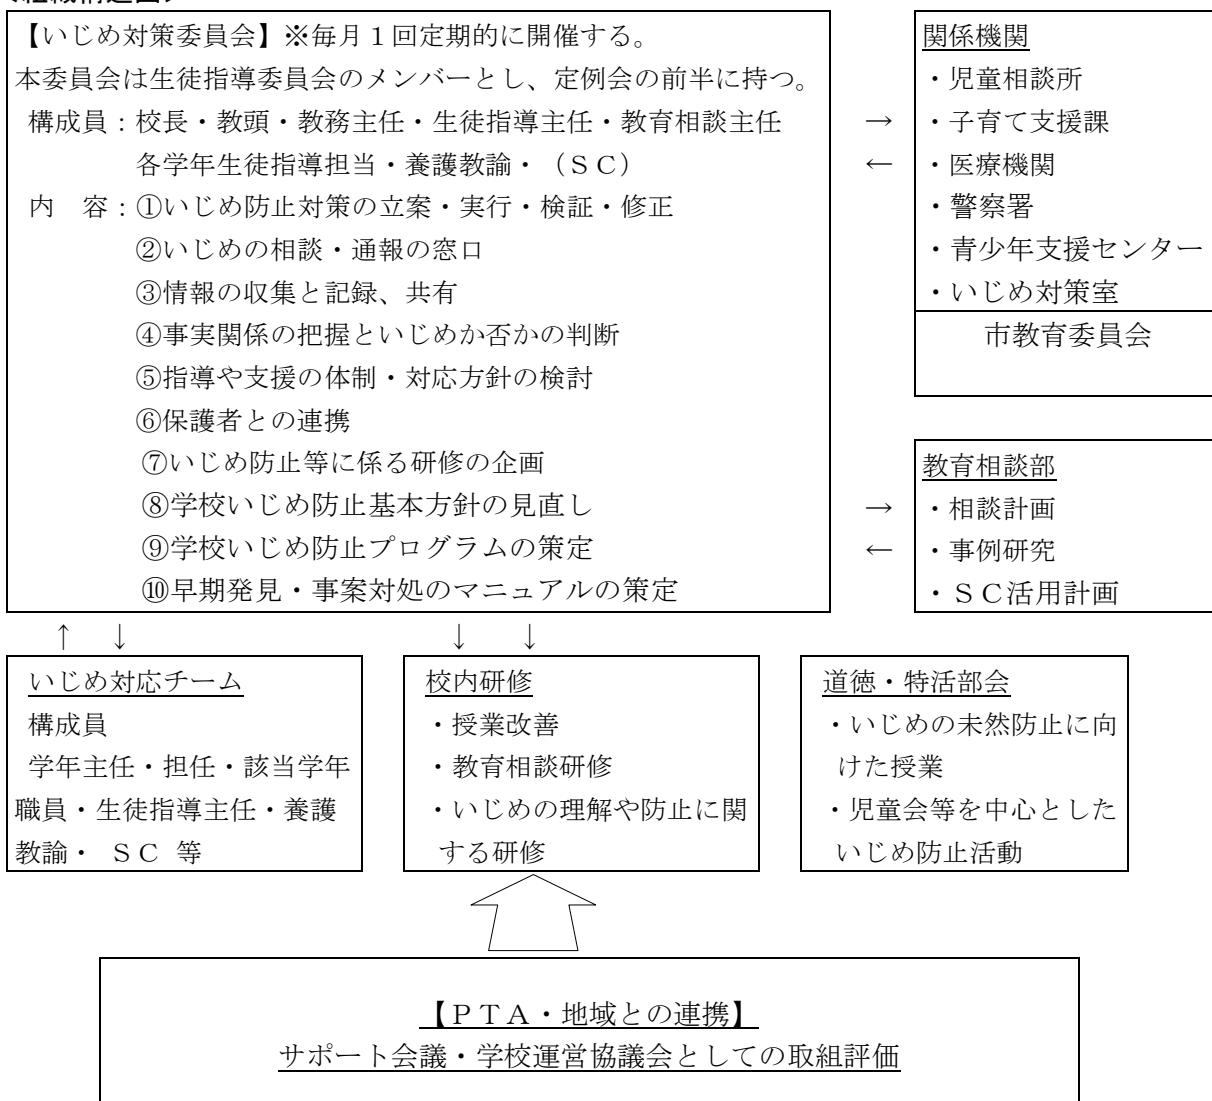 【いじめ対策委員会】※毎月１回定期的に開催する。
本委員会は生徒指導委員会のメンバーとし、定例会の前半に持つ。
構成員：校長・教頭・教務主任・生徒指導主任・教育相談主任
各学年生徒指導担当・養護教諭・（ＳＣ）
内　容：①いじめ防止対策の立案・実行・検証・修正
②いじめの相談・通報の窓口
③情報の収集と記録、共有
④事実関係の把握といじめか否かの判断
⑤指導や支援の体制・対応方針の検討
⑥保護者との連携
⑦いじめ防止等に係る研修の企画
⑧学校いじめ防止基本方針の見直し
⑨学校いじめ防止プログラムの策定
⑩早期発見・事案対処のマニュアルの策定
→
←
関係機関
・児童相談所
・子育て支援課
・医療機関
・警察署
・青少年支援センター
・いじめ対策室
市教育委員会
→
←
教育相談部
・相談計画
・事例研究
・ＳＣ活用計画
↑　↓
↓　↓
いじめ対応チーム
構成員
学年主任・担任・該当学年
職員・生徒指導主任・養護
教諭・　ＳＣ 等
校内研修
・授業改善
・教育相談研修
・いじめの理解や防止に関
する研修
道徳・特活部会
・いじめの未然防止に向
けた授業
・児童会等を中心とした
いじめ防止活動
【ＰＴＡ・地域との連携】
サポート会議・学校運営協議会としての取組評価